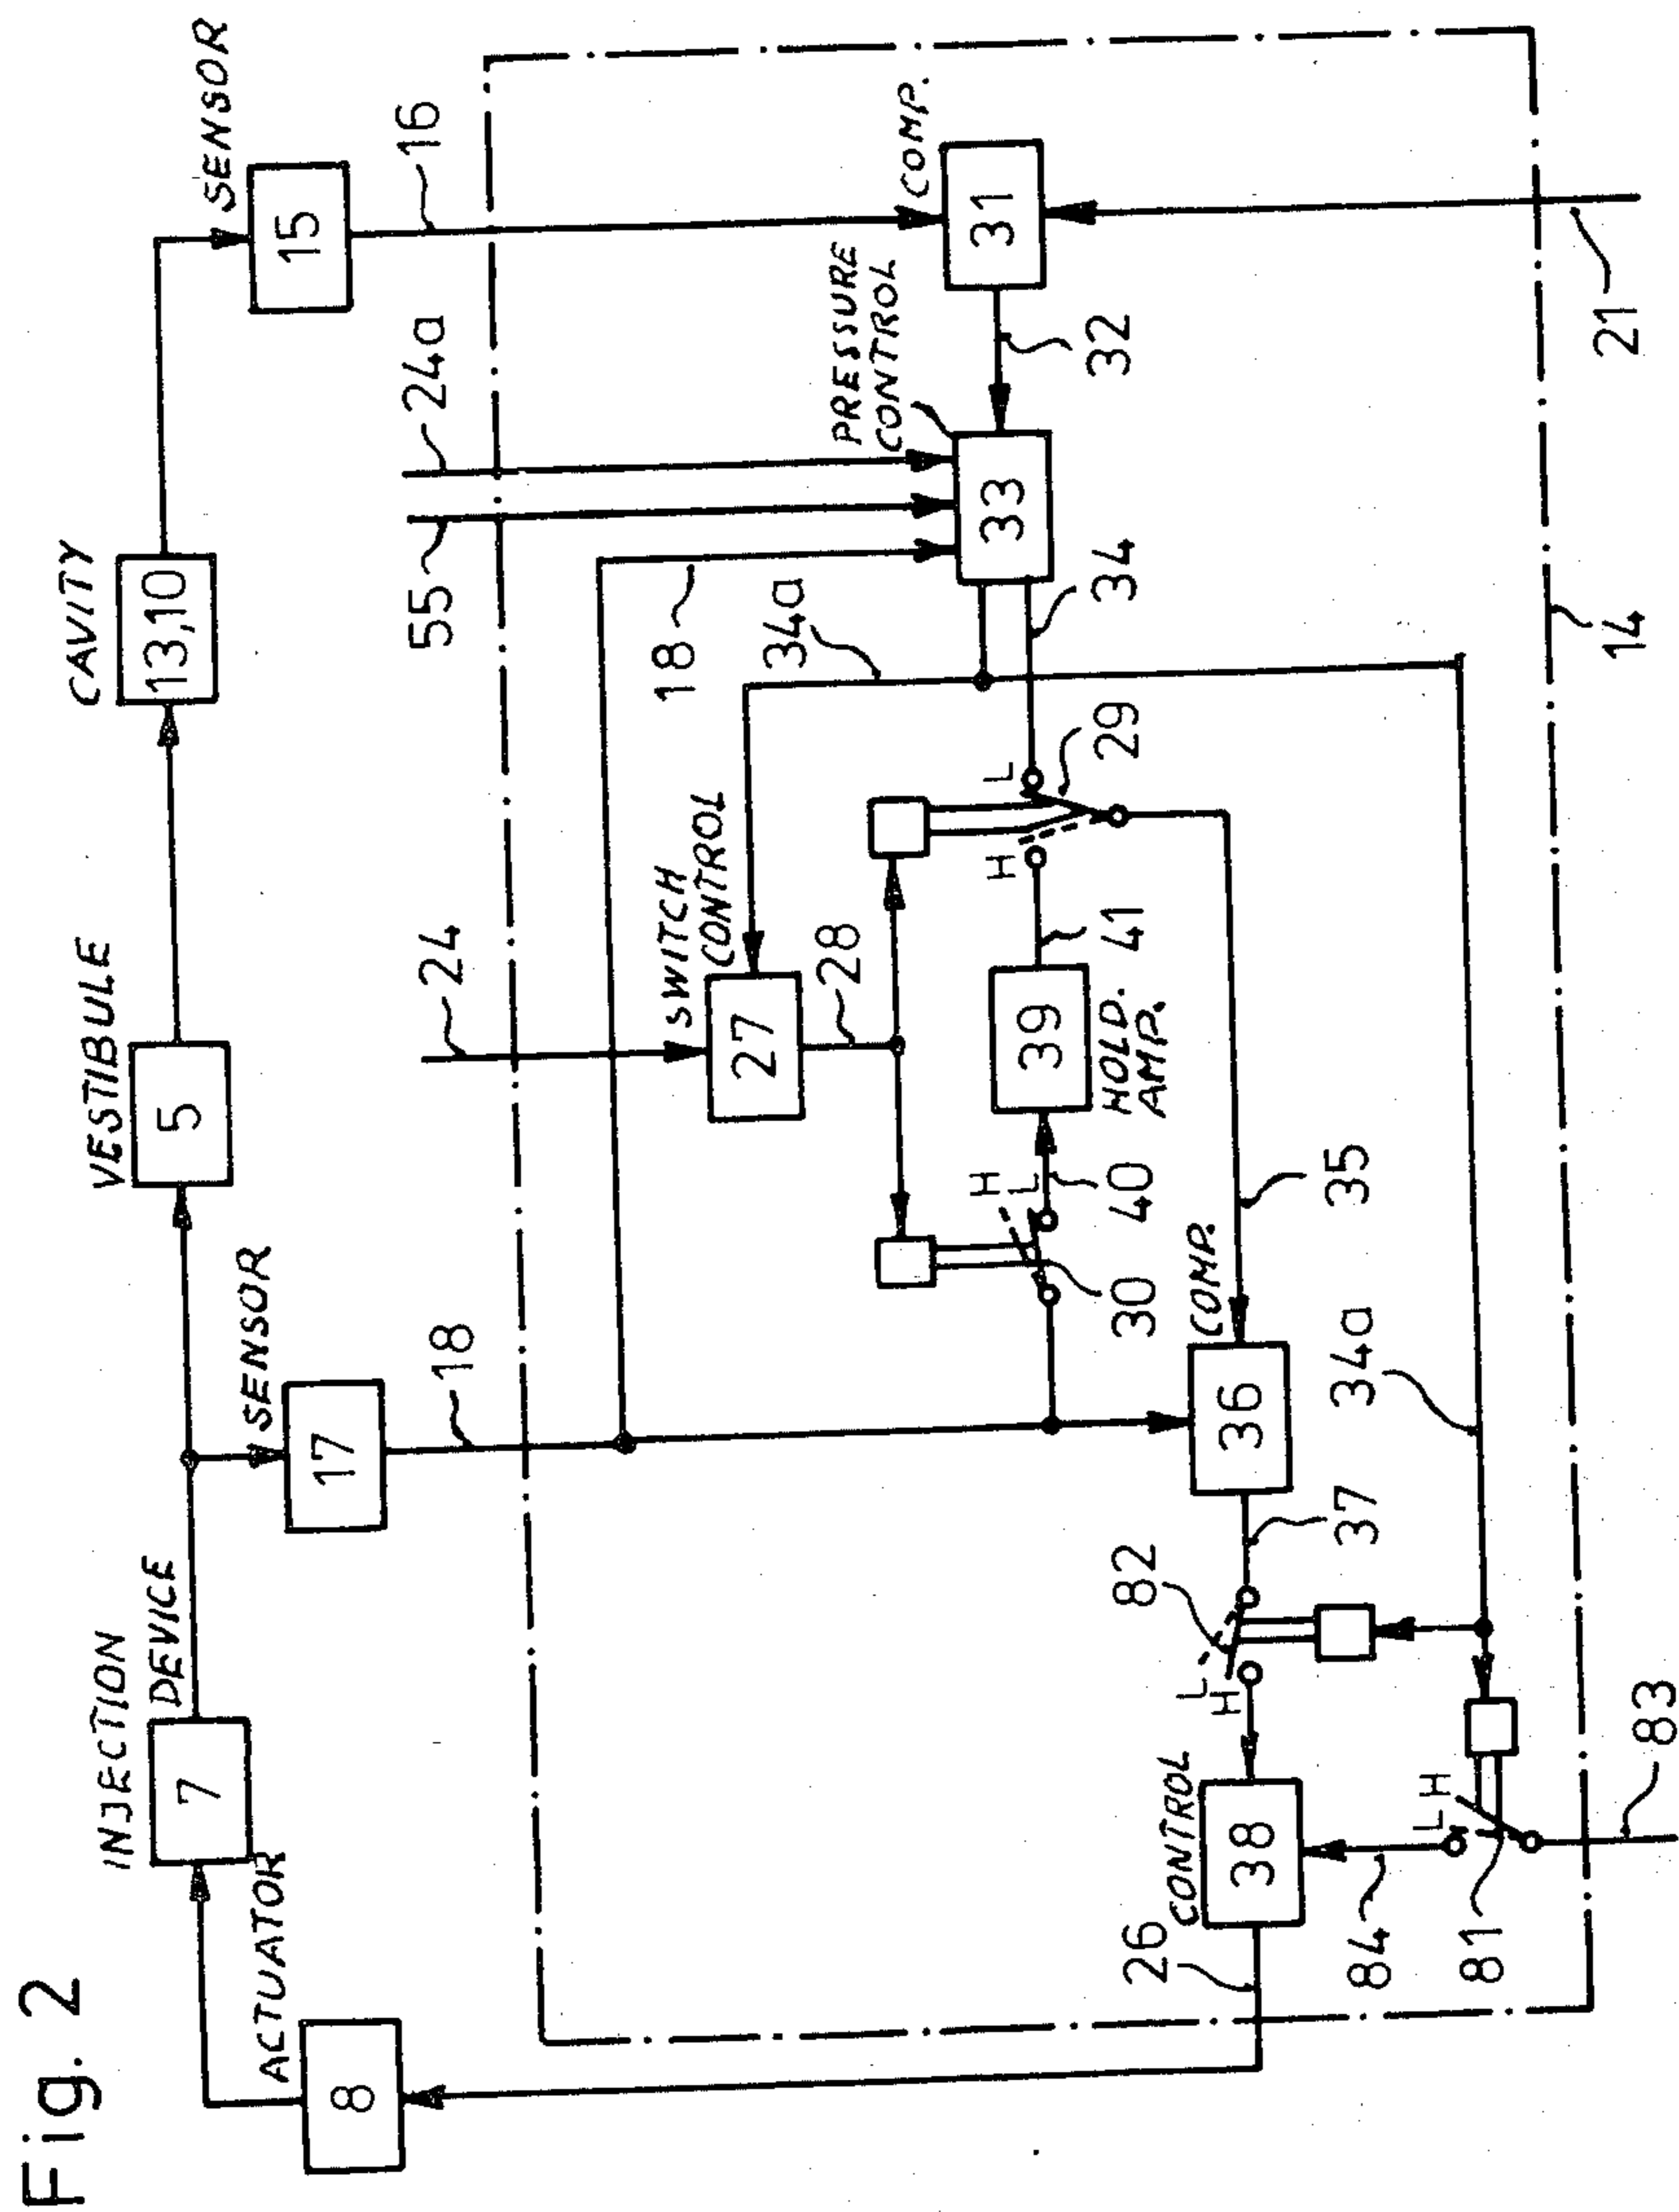 Fig. 2
INJECTION
DEVICE
VESTIBULE
CAVITY
7
5
13,10
ACTUATOR
SENSOR
SENSOR
8
17
15
18
24
55
24a
16
SWITCH
CONTROL
PRESSURE
CONTROL
COMP.
27
28
18
34a
33
32
31
34
H
L
29
H
L
30
40
39
HOLD.
AMP.
41
COMP.
36
35
37
82
L
H
34a
CONTROL
38
26
84
L
H
81
83
14
21